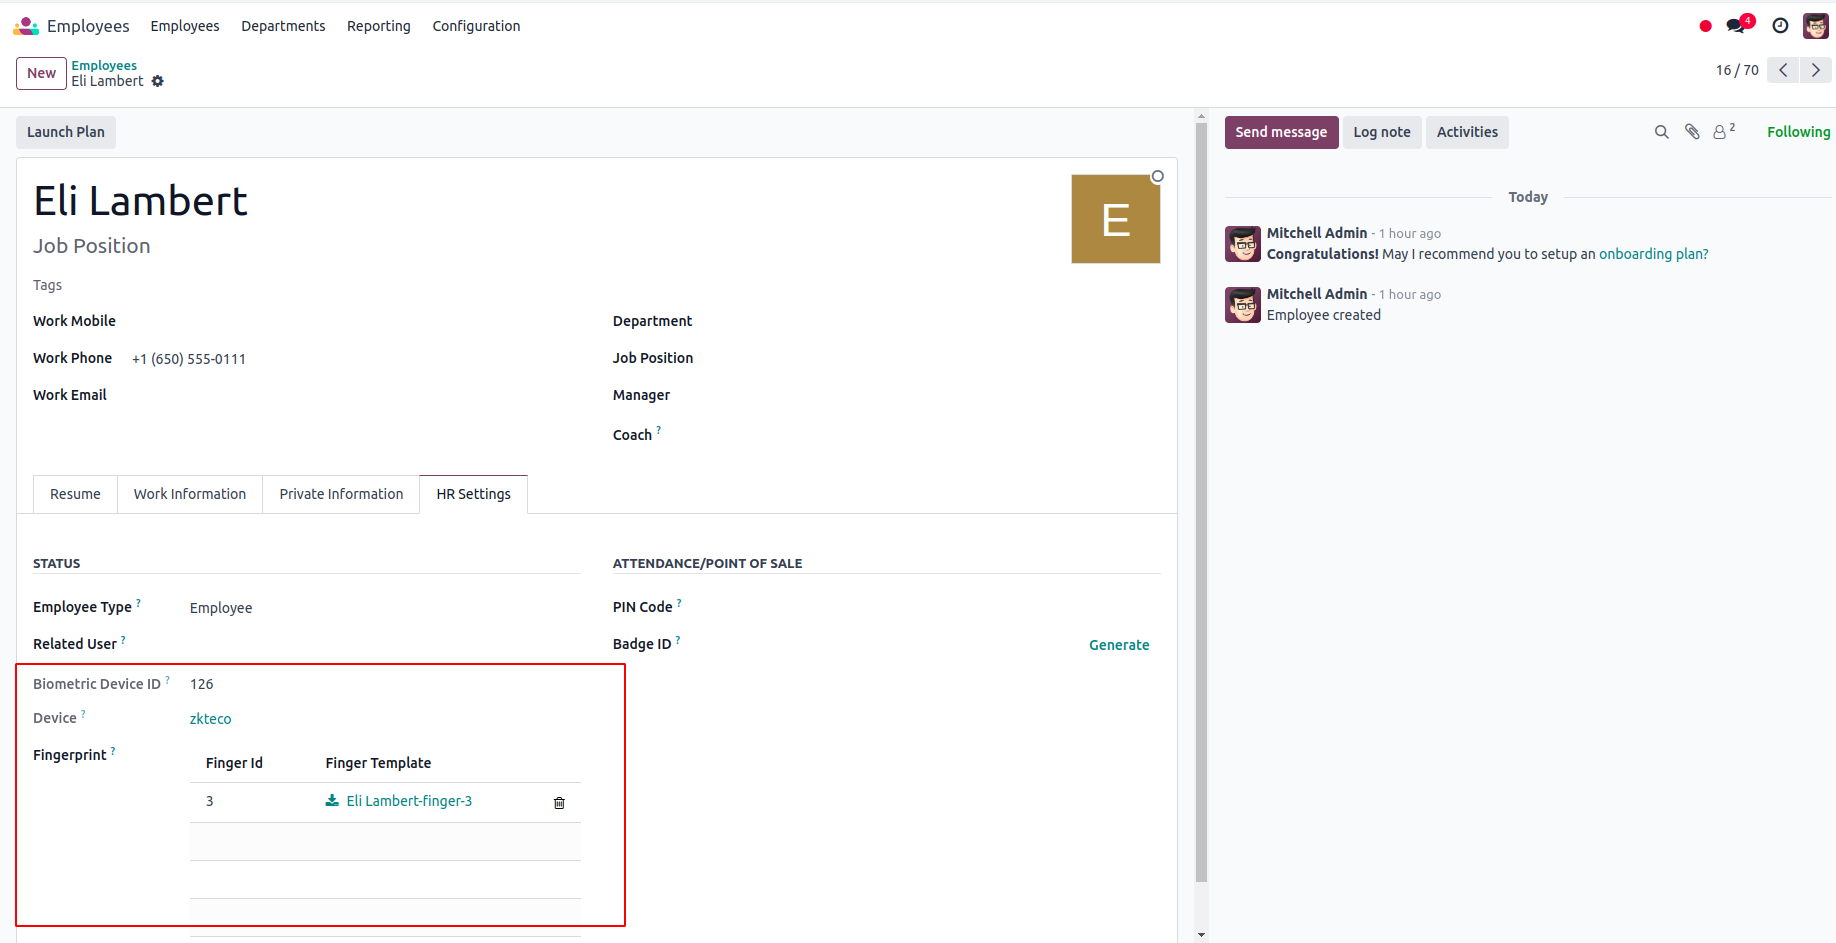 Employees Employees Departments Reporting Configuration 4
New Employees
Eli Lambert 16 / 70
Launch Plan Send message Log note Activities 2 Following
Eli Lambert E
Job Position
Tags
Work Mobile
Work Phone +1 (650) 555-0111
Work Email
Department
Job Position
Manager
Coach ?
Resume Work Information Private Information HR Settings
STATUS
Employee Type ? Employee
Related User ?
Biometric Device ID ? 126
Device ? zkteco
Fingerprint ?
Finger Id Finger Template
3 Eli Lambert-finger-3
ATTENDANCE/POINT OF SALE
PIN Code ?
Badge ID ? Generate
Today
Mitchell Admin - 1 hour ago
Congratulations! May I recommend you to setup an onboarding plan?
Mitchell Admin - 1 hour ago
Employee created